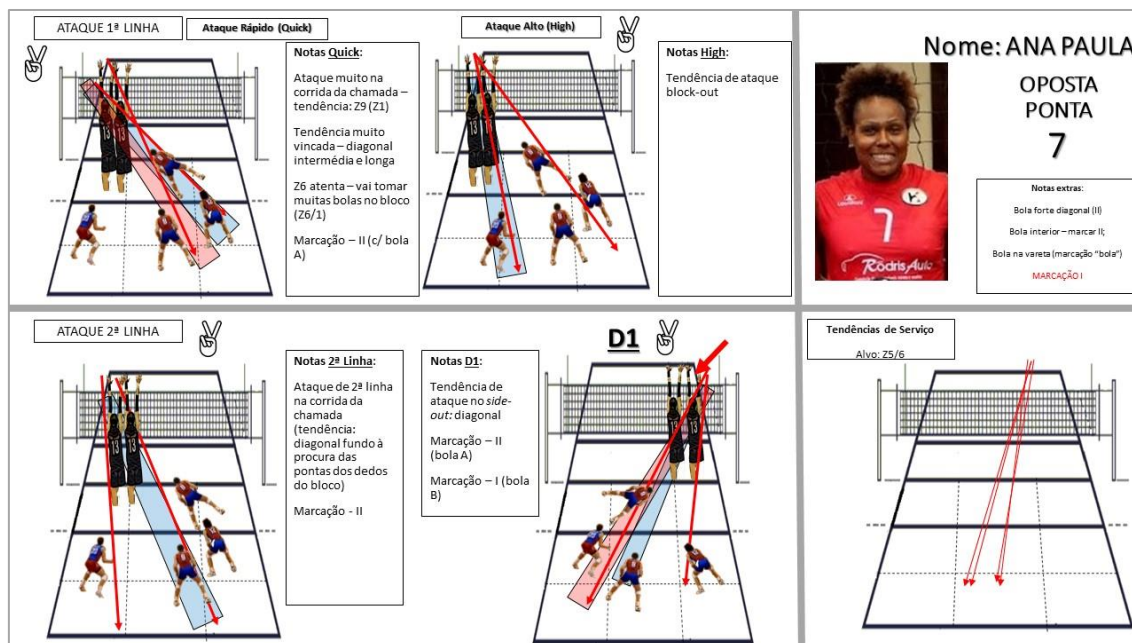 ATAQUE 1ª LINHA
Ataque Rápido (Quick)
Notas Quick:
Ataque muito na
corrida da chamada –
tendência: Z9 (Z1)
Tendência muito
vincada – diagonal
intermédia e longa
Z6 atenta – vai tomar
muitas bolas no bloco
(Z6/1)
Marcação – II (c/ bola
A)
Ataque Alto (High)
Notas High:
Tendência de ataque
block-out
Nome: ANA PAULA
OPOSTA
PONTA
7
7
Rodris Auto
Notas extras:
Bola forte diagonal (II)
Bola interior – marcar II;
Bola na vareta (marcação “bola”)
MARCAÇÃO I
ATAQUE 2ª LINHA
Notas 2ª Linha:
Ataque de 2ª linha
na corrida da
chamada
(tendência:
diagonal fundo à
procura das
pontas dos dedos
do bloco)
Marcação - II
Notas D1:
Tendência de
ataque no side-
out: diagonal
Marcação – II
(bola A)
Marcação – I (bola
B)
D1
Tendências de Serviço
Alvo: Z5/6